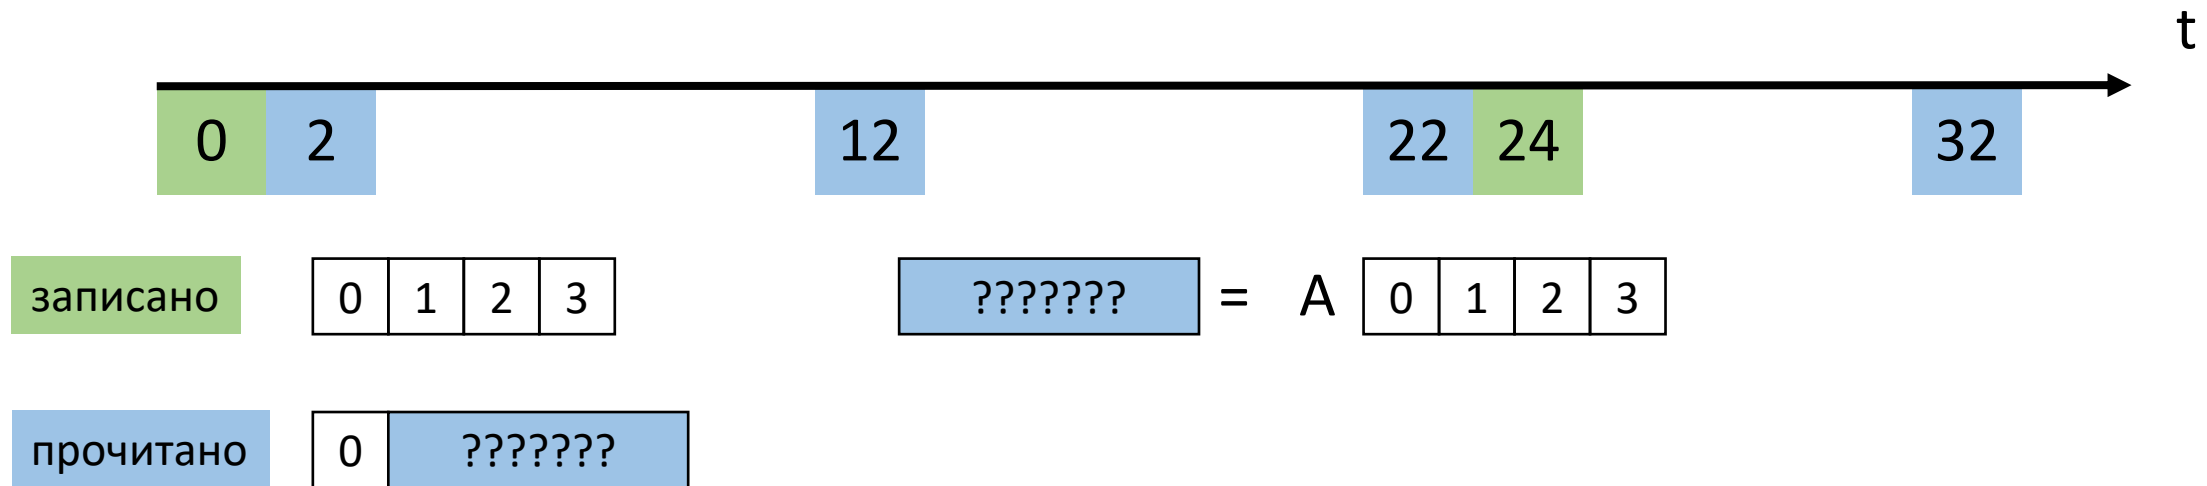 t
0 2 12 22 24 32
записано 0 1 2 3 ??????? = A 0 1 2 3
прочитано 0 ???????